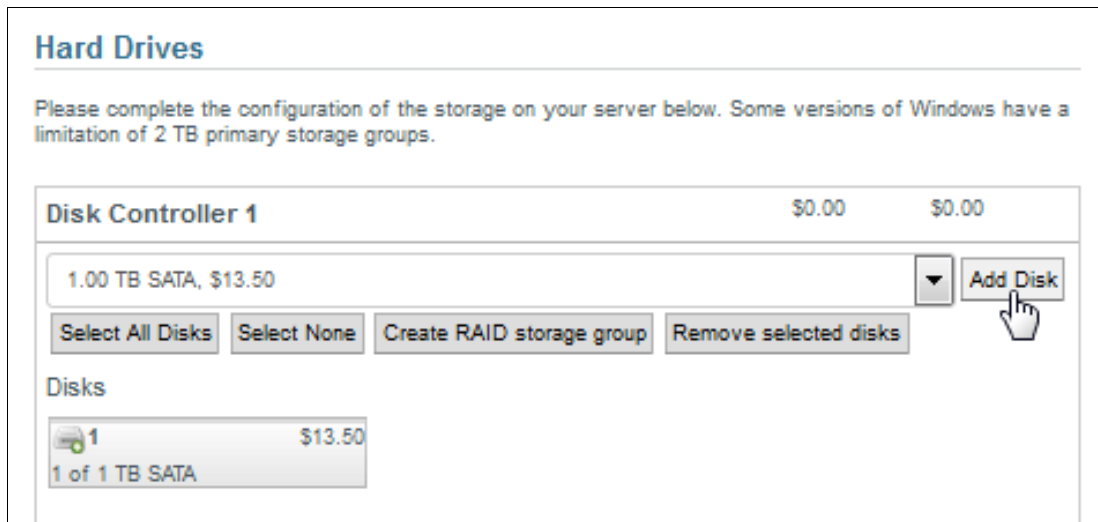 Hard Drives
Please complete the configuration of the storage on your server below. Some versions of Windows have a
limitation of 2 TB primary storage groups.
Disk Controller 1 $0.00 $0.00
1.00 TB SATA, $13.50 Add Disk
Select All Disks Select None Create RAID storage group Remove selected disks
Disks
1 $13.50
1 of 1 TB SATA